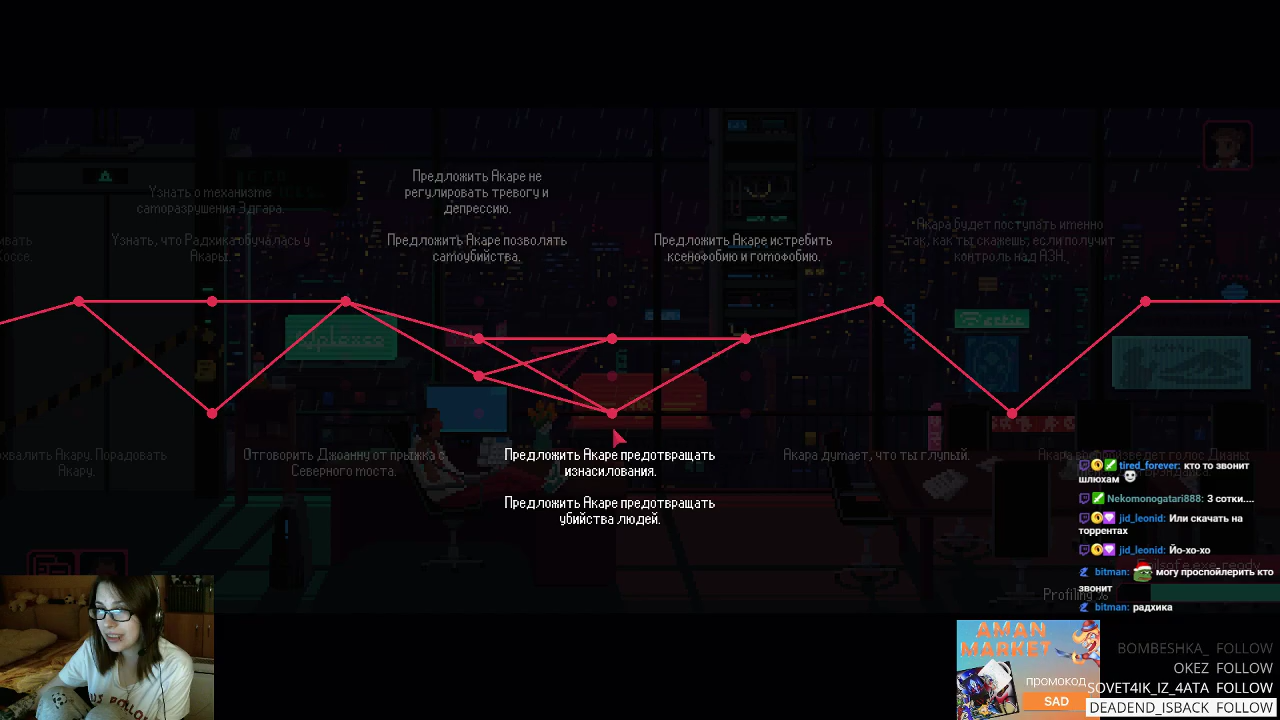 Предложить Акаре не
регулировать тревогу и
депрессию.
Узнать о механизме
саморазрушения Эдгара.
Узнать, что Радхика обучалась у
Акары.
Предложить Акаре позволять
самоубийства.
Предложить Акаре истребить
ксенофобию и гомофобию.
Акара будет поступать именно
так, как ты скажешь, если получит
контроль над АЗН.
Акару. Порадовать
Акару.
Отговорить Джоанну от прыжка с
Северного моста.
Предложить Акаре предотвращать
изнасилования.
Предложить Акаре предотвращать
убийства людей.
Акара думает, что ты глупый.
голос Дианы
tired_forever: кто то звонит
шлюхам
Nekomonogatari888: 3 сотки....
jid_leonid: Или скачать на
торрентах
jid_leonid: Йо-хо-хо
bitman: могу проспойлерить кто
звонит
bitman: радхика
Profiling %
AMAN
MARKET
промокод
SAD
BOMBESHKA_ FOLLOW
OKEZ FOLLOW
SOVET4IK_IZ_4ATA FOLLOW
DEADEND_ISBACK FOLLOW